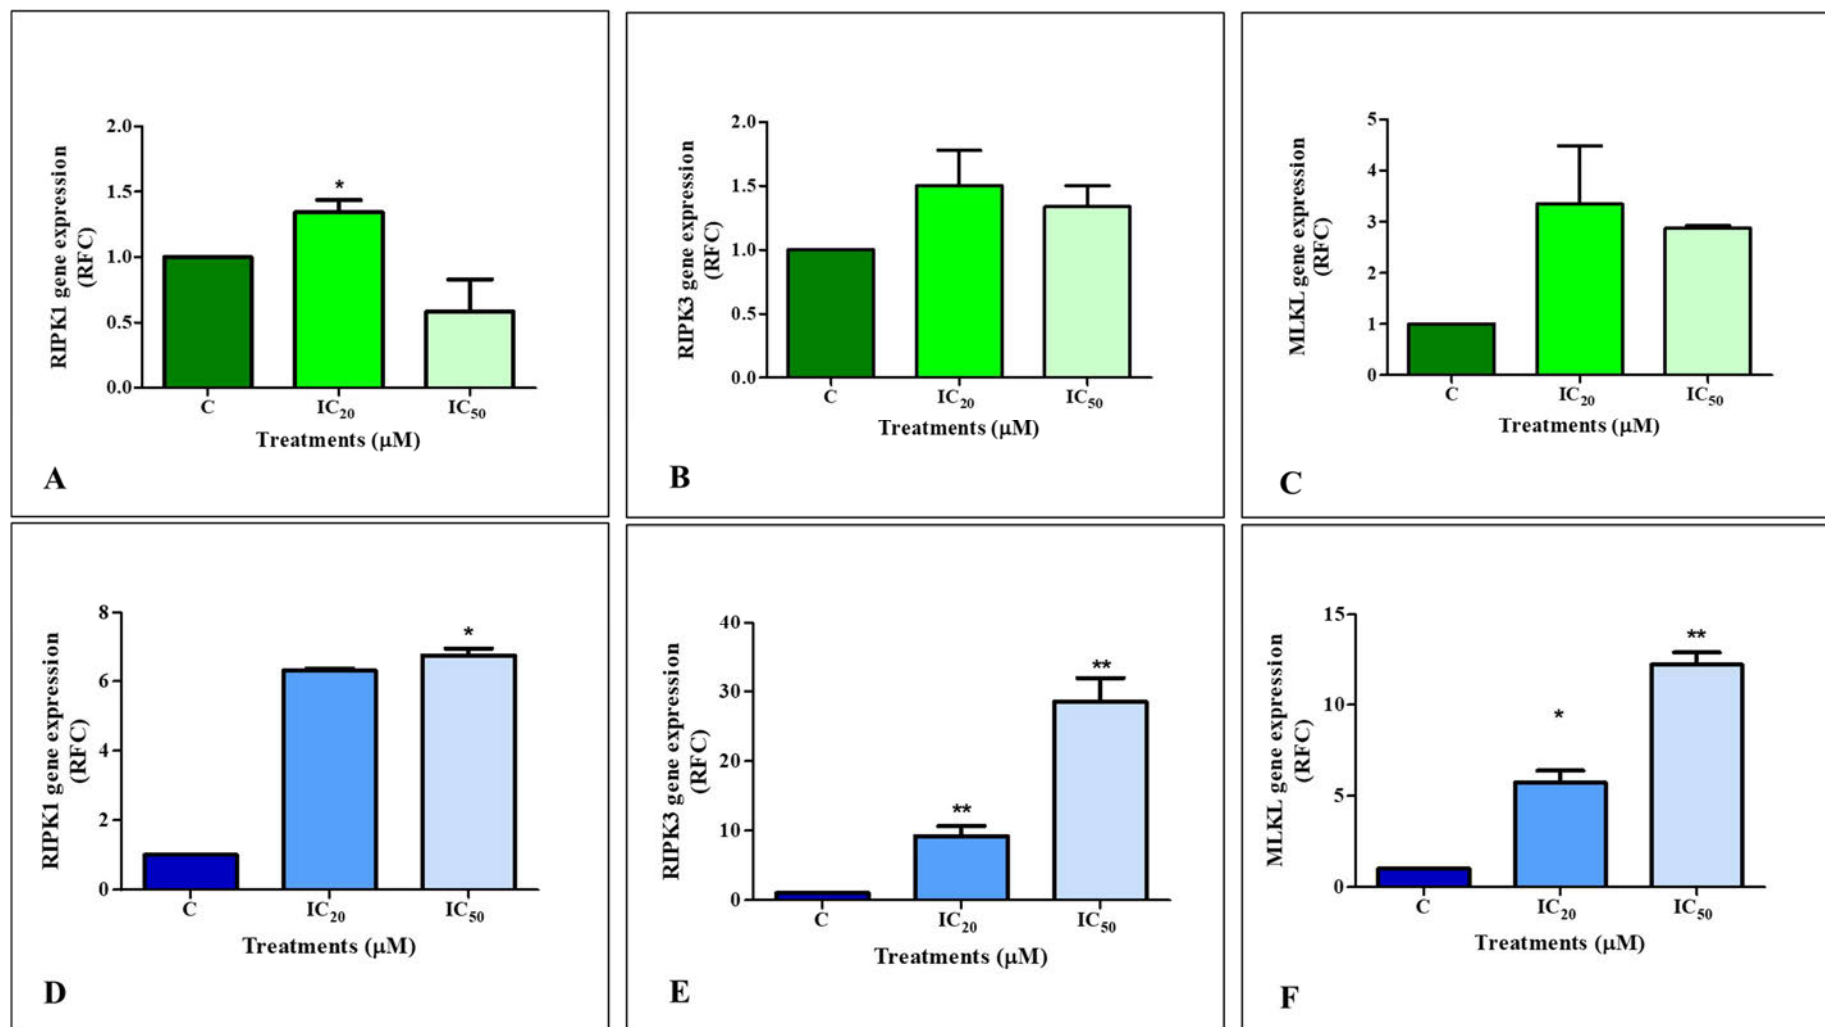 RIPK1 gene expression
(RFC)
2.0
1.5
1.0
0.5
0.0
*
C
IC20
IC50
Treatments (μM)
A
RIPK3 gene expression
(RFC)
2.0
1.5
1.0
0.5
0.0
C
IC20
IC50
Treatments (μM)
B
MLKL gene expression
(RFC)
5
4
3
2
1
0
C
IC20
IC50
Treatments (μM)
C
RIPK1 gene expression
(RFC)
8
6
4
2
0
*
C
IC20
IC50
Treatments (μM)
D
RIPK3 gene expression
(RFC)
40
30
20
10
0
**
**
C
IC20
IC50
Treatments (μM)
E
MLKL gene expression
(RFC)
15
10
5
0
*
**
C
IC20
IC50
Treatments (μM)
F